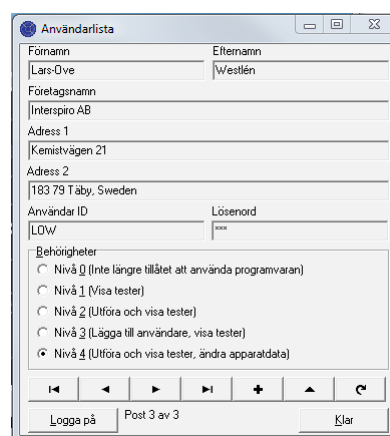 Användarlista
Förnamn Efternamn
Lars-Ove Westlén
Företagsnamn
Interspiro AB
Adress 1
Kemistvägen 21
Adress 2
183 79 Täby, Sweden
Användar ID Lösenord
LOW ***
Behörigheter
Nivå 0 (Inte längre tillåtet att använda programvaran)
Nivå 1 (Visa tester)
Nivå 2 (Utföra och visa tester)
Nivå 3 (Lägga till användare, visa tester)
Nivå 4 (Utföra och visa tester, ändra apparatdata)
Logga på Post 3 av 3 Klar